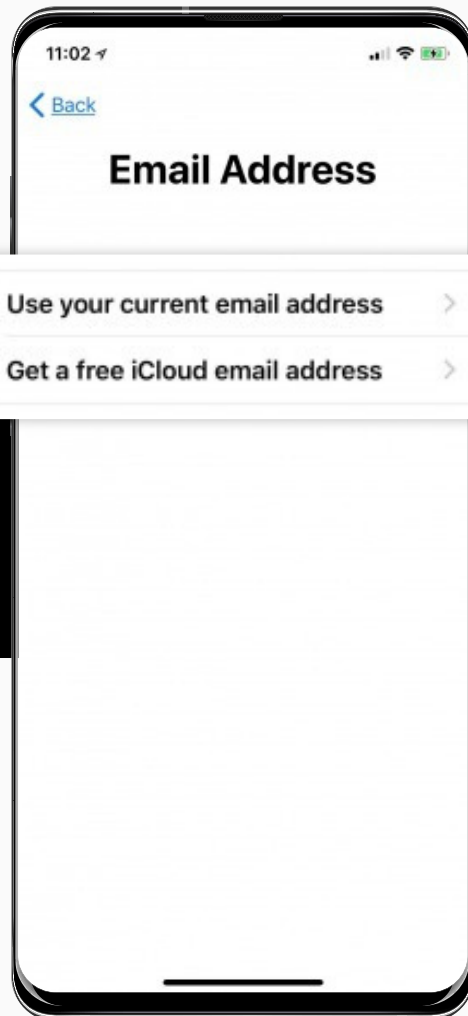 11:02
Back
Email Address
Use your current email address
Get a free iCloud email address